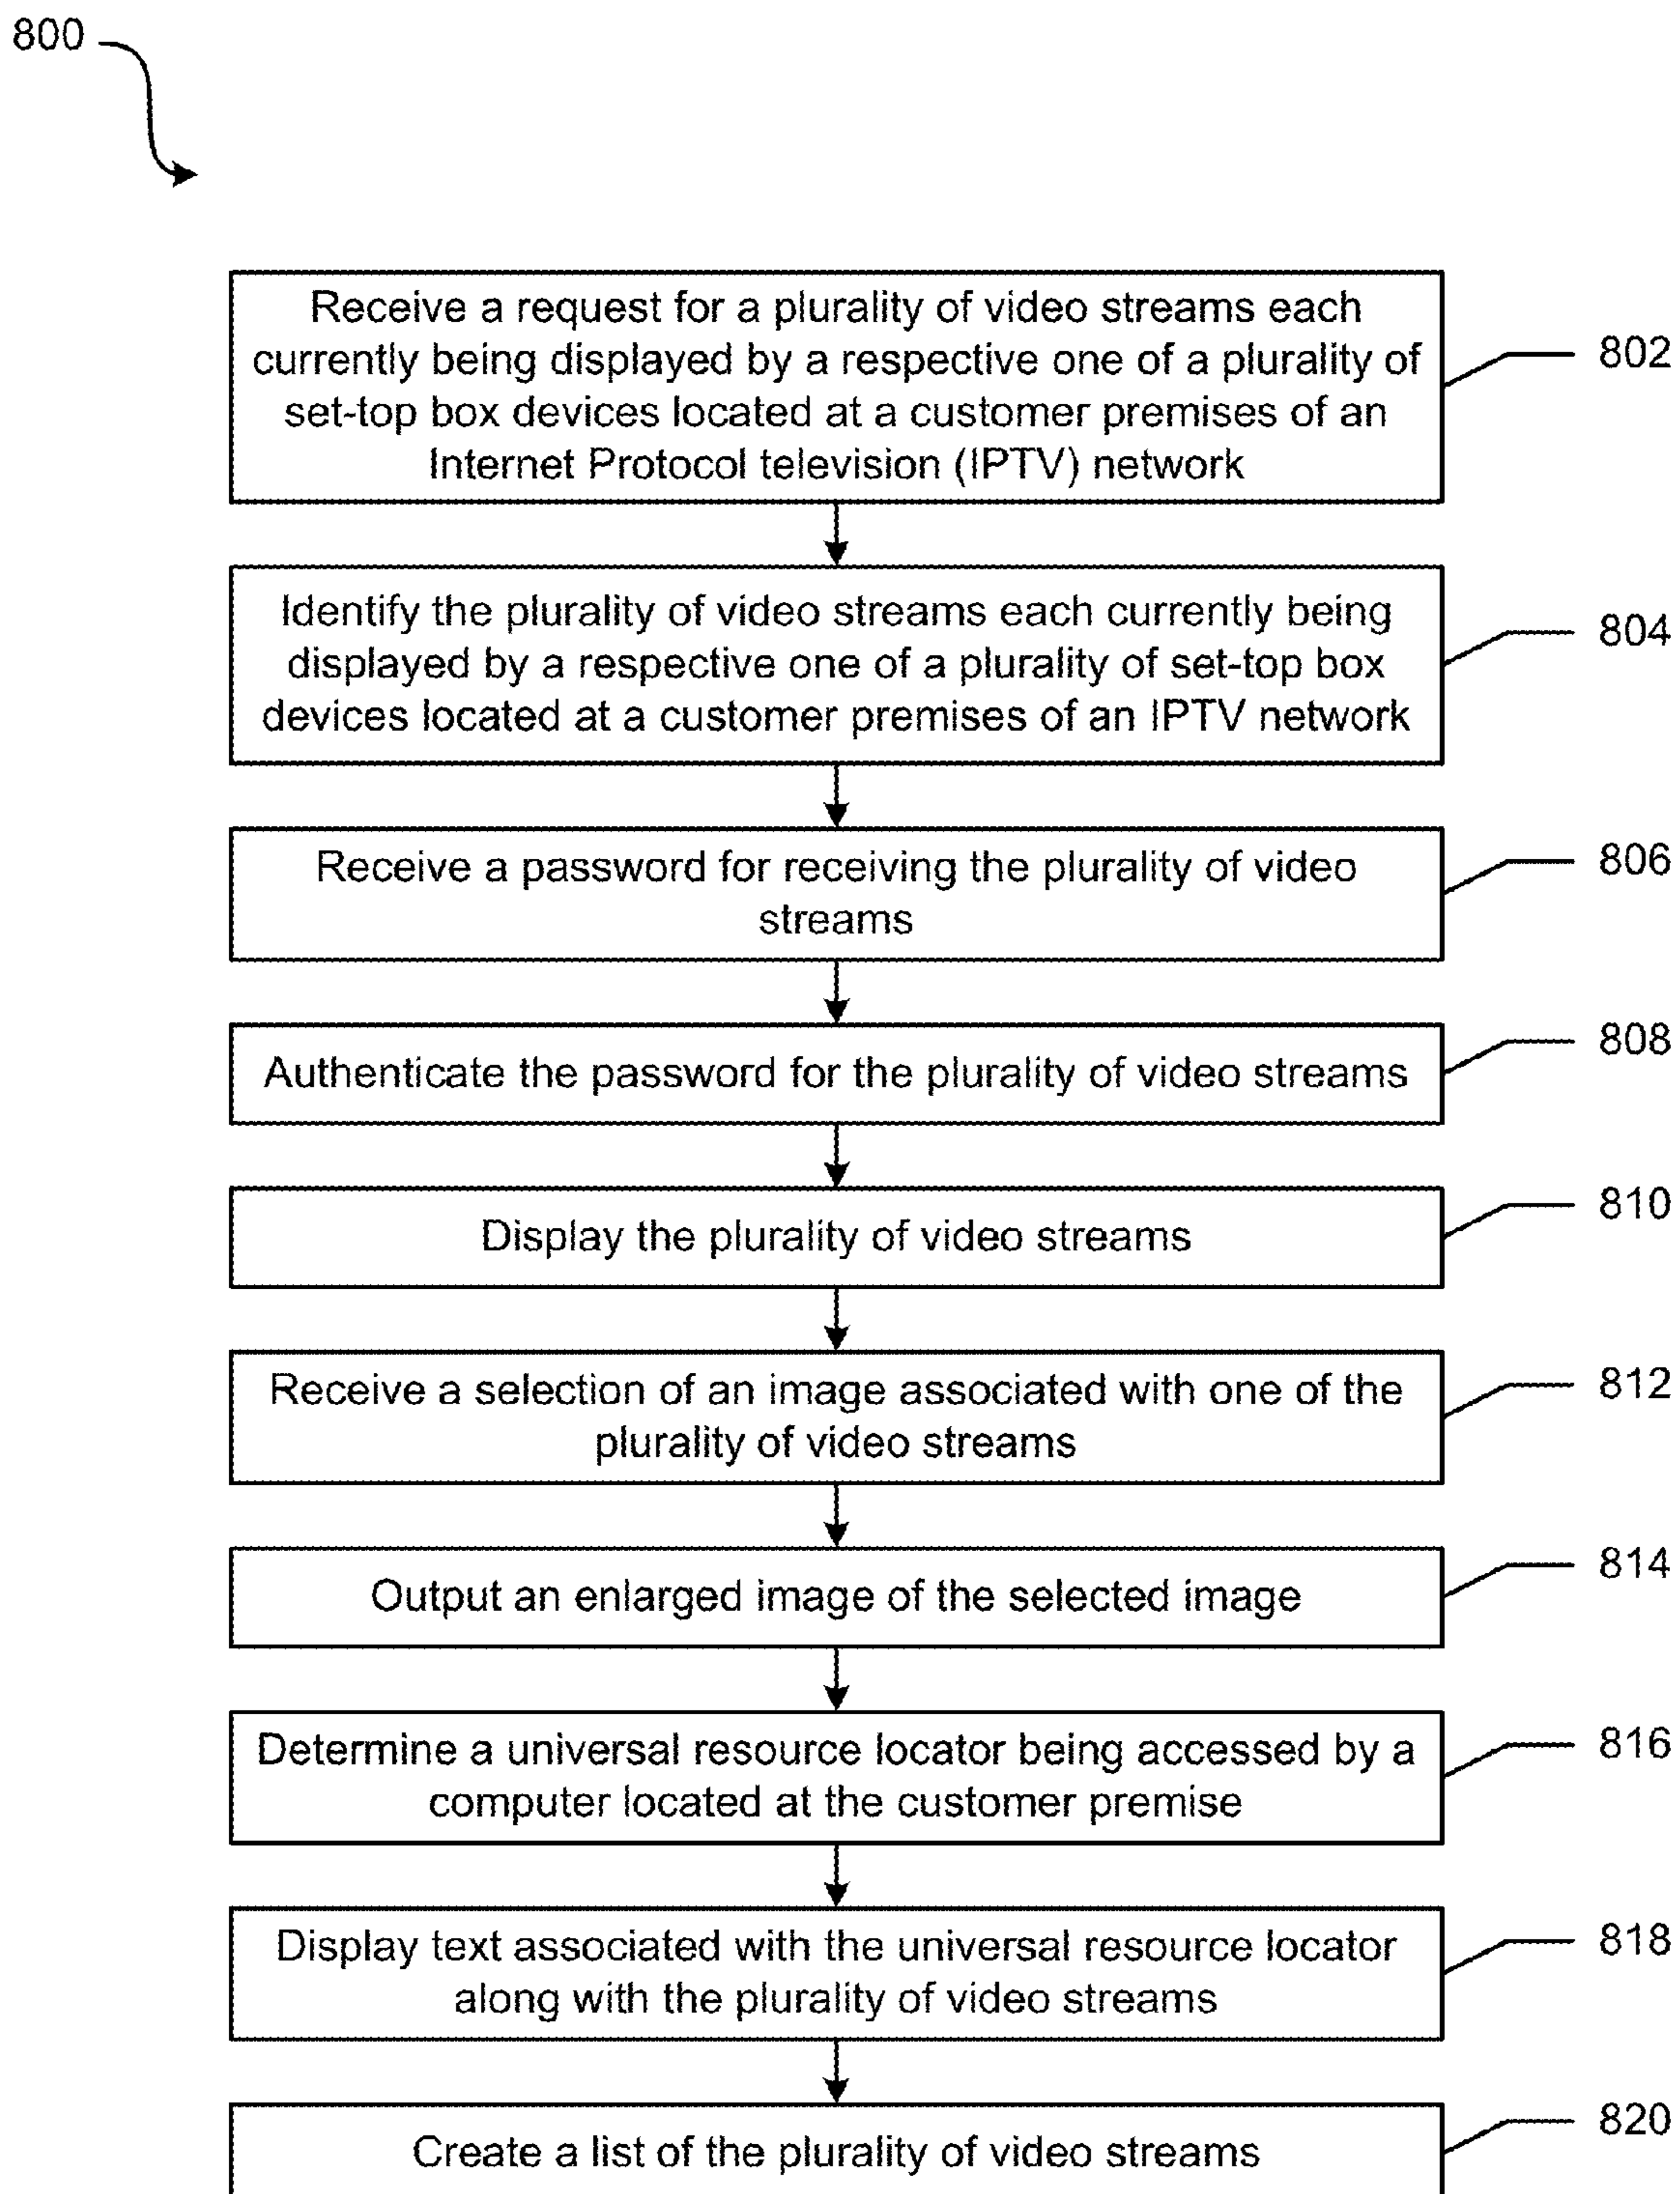 800
Receive a request for a plurality of video streams each
currently being displayed by a respective one of a plurality of
set-top box devices located at a customer premises of an
Internet Protocol television (IPTV) network
802
Identify the plurality of video streams each currently being
displayed by a respective one of a plurality of set-top box
devices located at a customer premises of an IPTV network
804
Receive a password for receiving the plurality of video
streams
806
Authenticate the password for the plurality of video streams
808
Display the plurality of video streams
810
Receive a selection of an image associated with one of the
plurality of video streams
812
Output an enlarged image of the selected image
814
Determine a universal resource locator being accessed by a
computer located at the customer premise
816
Display text associated with the universal resource locator
along with the plurality of video streams
818
Create a list of the plurality of video streams
820